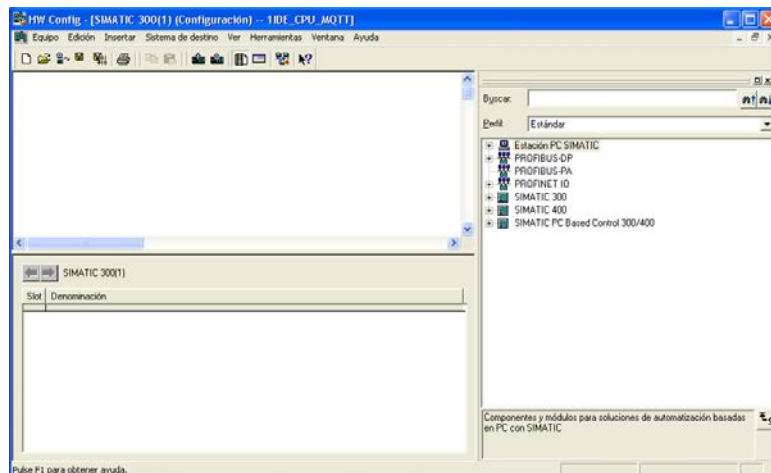 HW Config - [SIMATIC 300(1) (Configuración) -- 1IDE_CPU_MQTT]
Equipo Edición Insertar Sistema de destino Ver Herramientas Ventana Ayuda
Buscar:
Perfil: Estándar
Estación PC SIMATIC
PROFIBUS-DP
PROFIBUS-PA
PROFINET IO
SIMATIC 300
SIMATIC 400
SIMATIC PC Based Control 300/400
SIMATIC 300(1)
Slot Denominación
Componentes y módulos para soluciones de automatización basadas
en PC con SIMATIC
Pulse F1 para obtener ayuda.